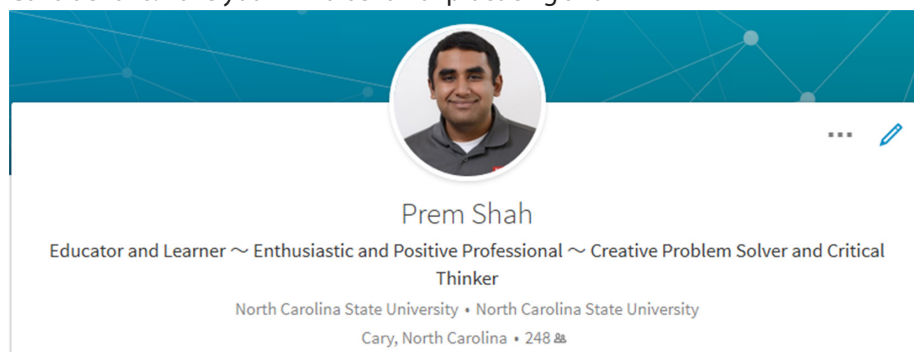 Prem Shah
Educator and Learner ～ Enthusiastic and Positive Professional ～ Creative Problem Solver and Critical
Thinker
North Carolina State University • North Carolina State University
Cary, North Carolina • 248